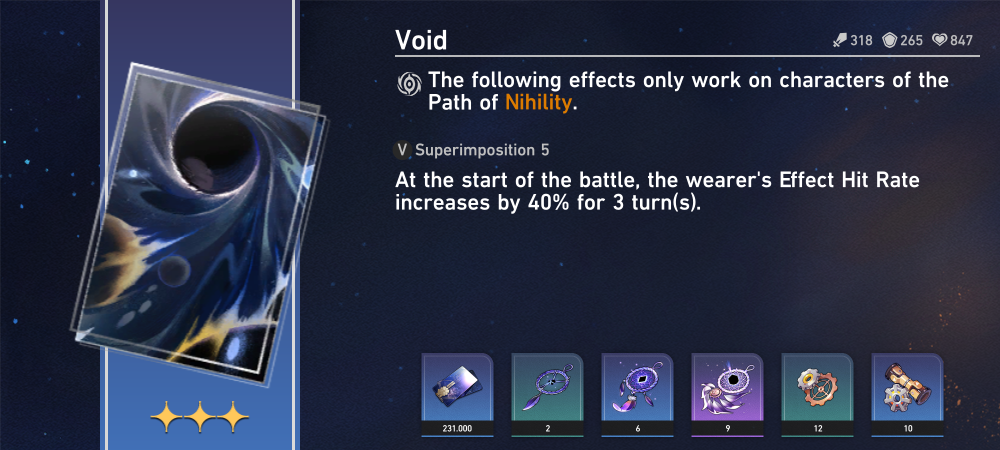 Void
318 265 847
The following effects only work on characters of the
Path of Nihility.
V Superimposition 5
At the start of the battle, the wearer's Effect Hit Rate
increases by 40% for 3 turn(s).
231.000 2 6 9 12 10